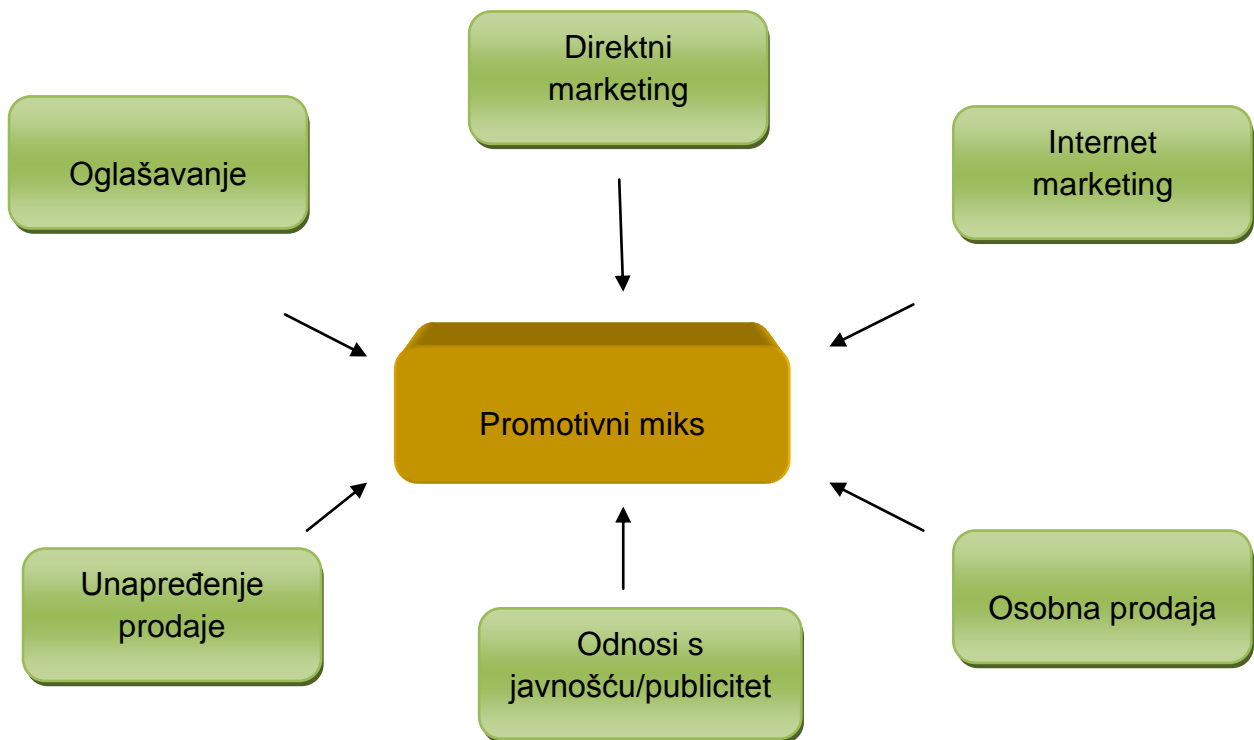 Direktni
marketing
Oglašavanje
Internet
marketing
Promotivni miks
Unapređenje
prodaje
Odnosi s
javnošću/publicitet
Osobna prodaja